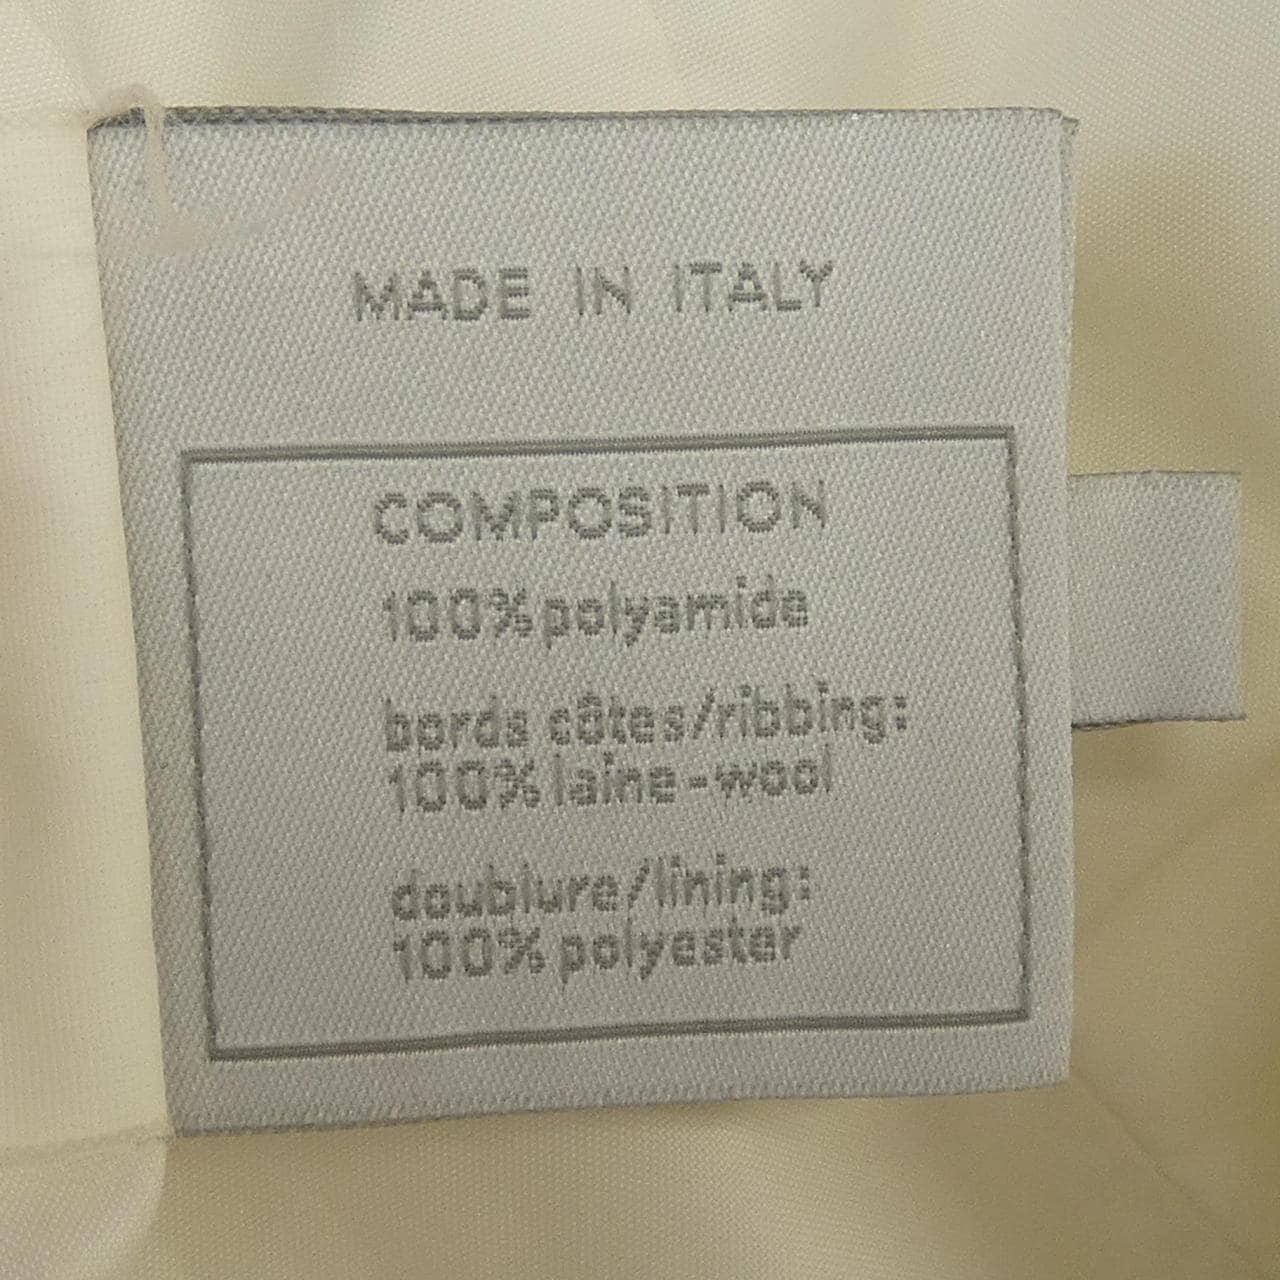 MADE IN ITALY
COMPOSITION
100% polyamide
bords côtes/ribbing:
100% laine-wool
doublure/lining:
100% polyester